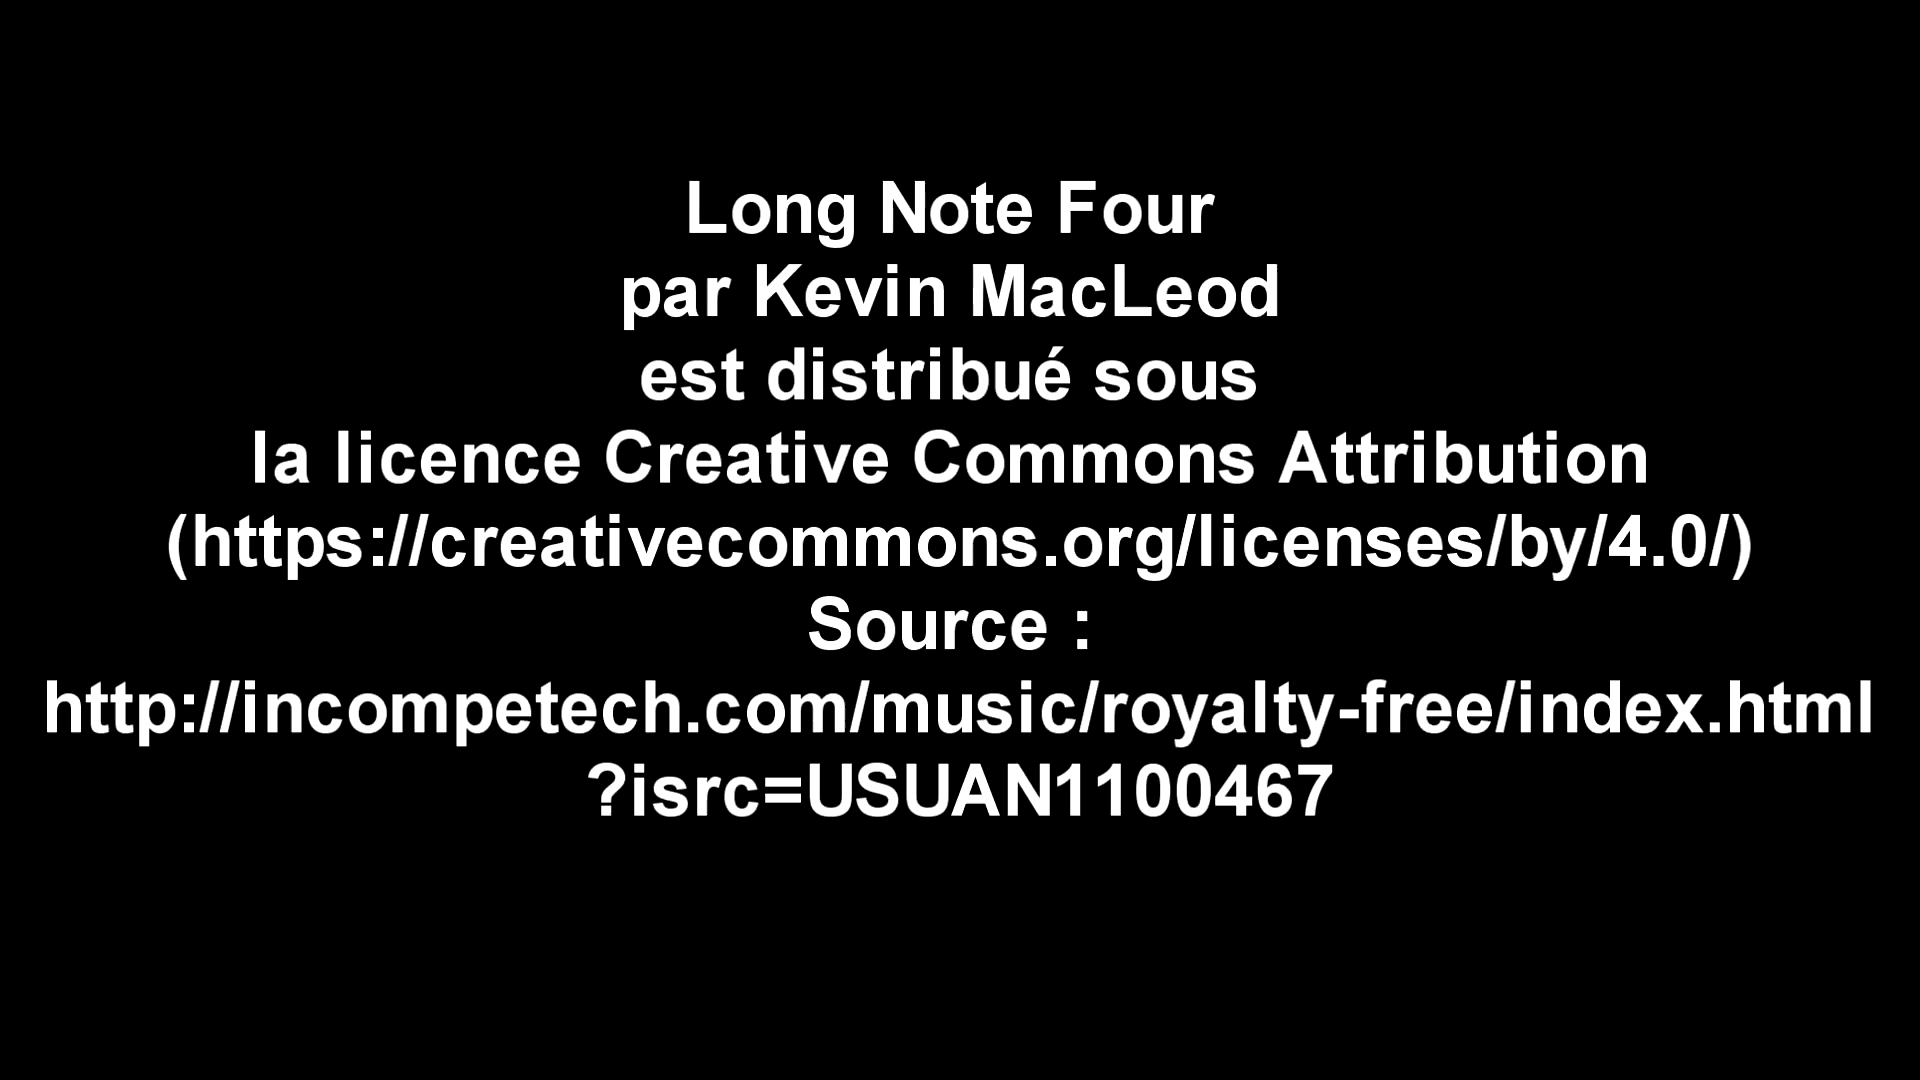 Long Note Four
par Kevin MacLeod
est distribué sous
la licence Creative Commons Attribution
(https://creativecommons.org/licenses/by/4.0/)
Source :
http://incompetech.com/music/royalty-free/index.html
?isrc=USUAN1100467